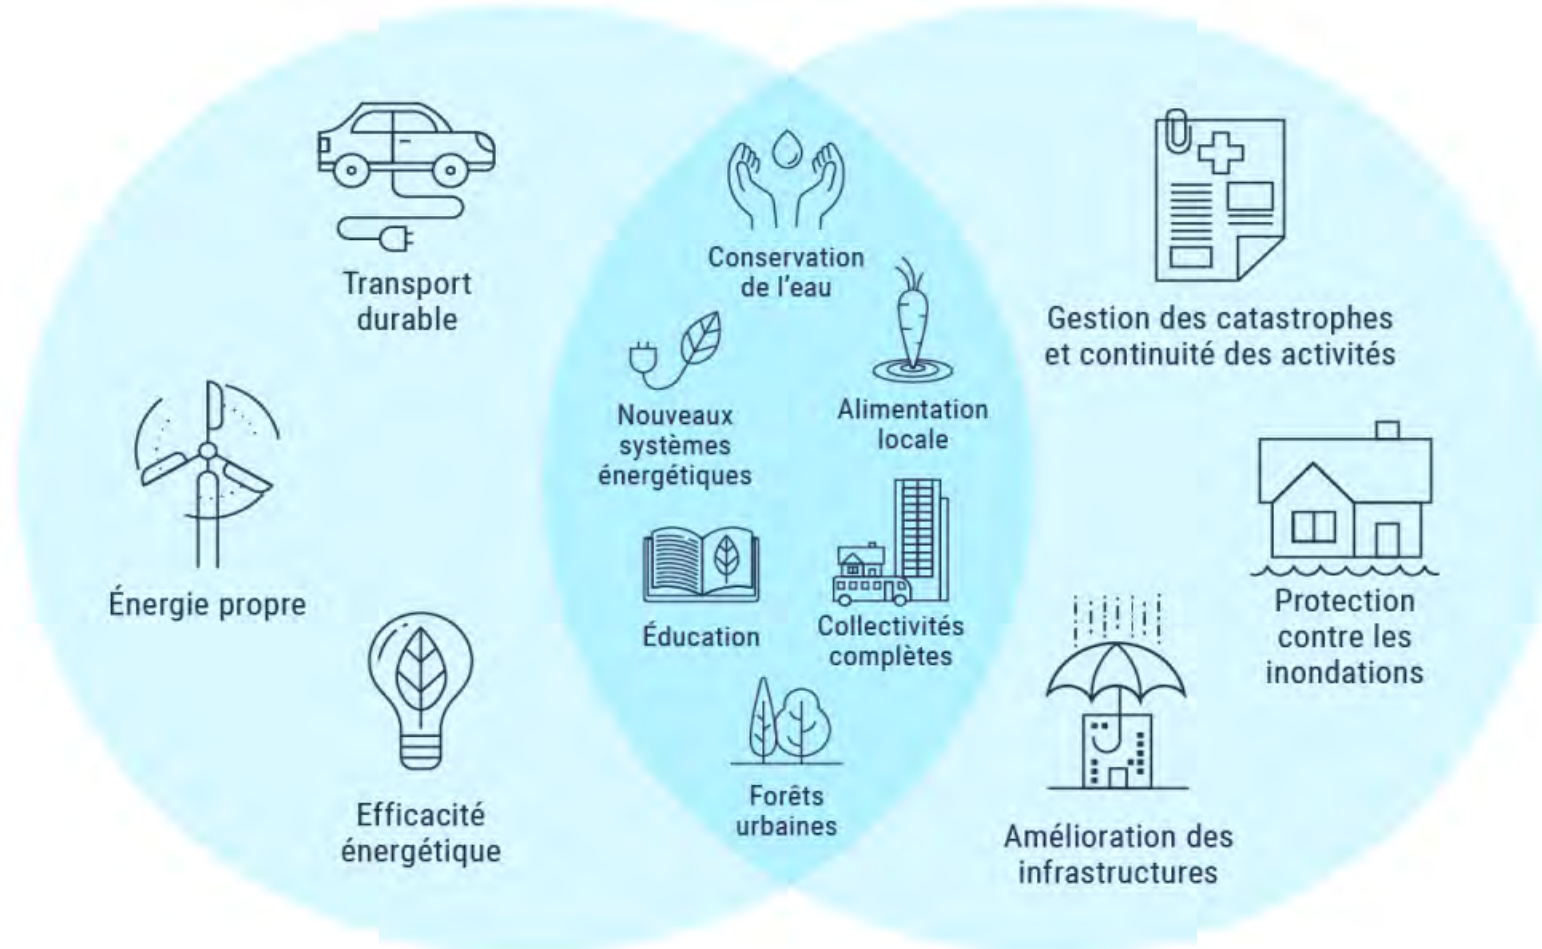 Transport
durable
Énergie propre
Efficacité
énergétique
Conservation
de l'eau
Nouveaux
systèmes
énergétiques
Alimentation
locale
Éducation
Collectivités
complètes
Forêts
urbaines
Gestion des catastrophes
et continuité des activités
Protection
contre les
inondations
Amélioration des
infrastructures